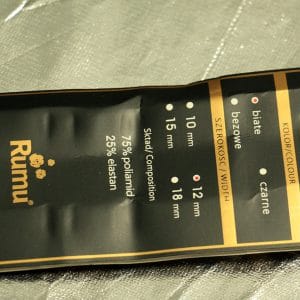 KOLOR/COLOUR
białe
czarne
beżowe
SZEROKOŚĆ / WIDTH
10 mm
12 mm
15 mm
18 mm
Skład/Composition
75% poliamid
25% elastan
Rumu